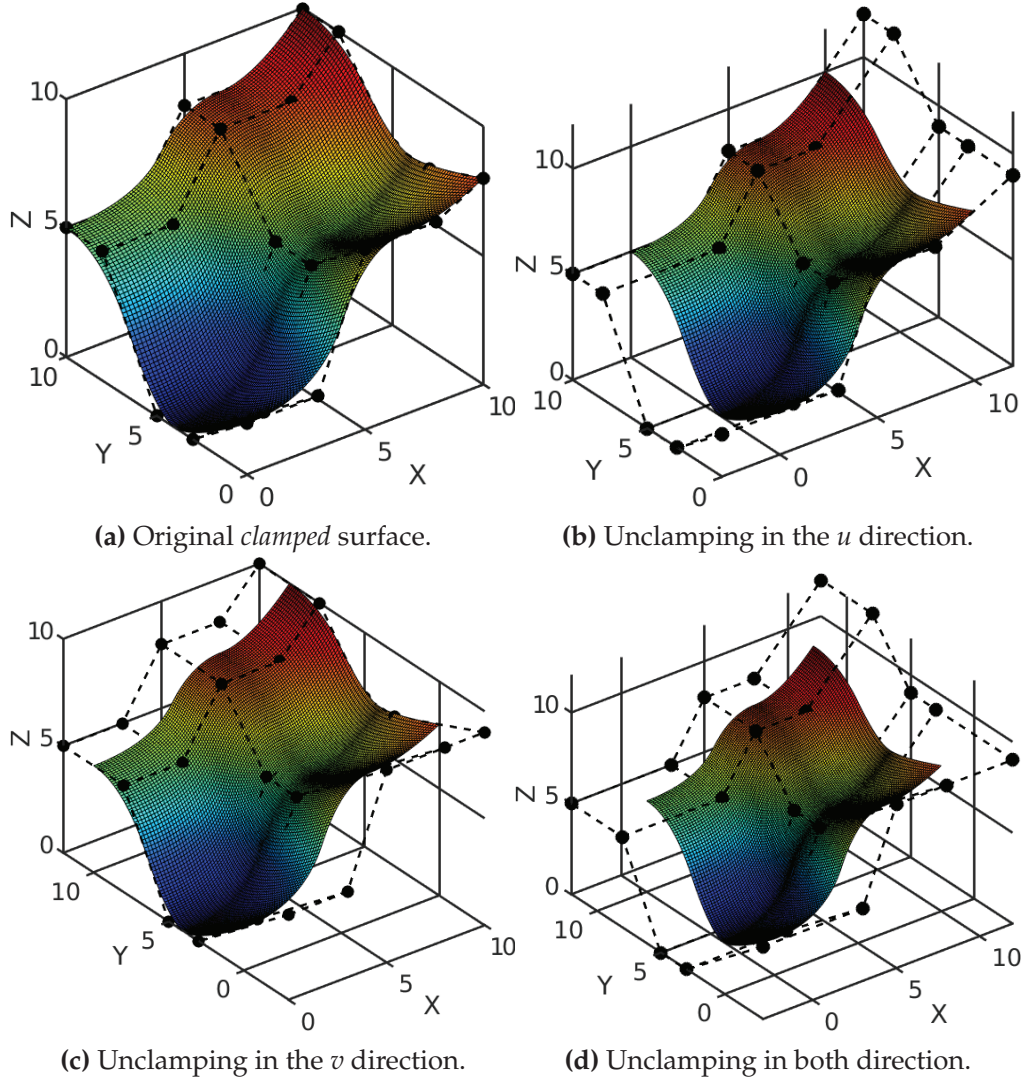 10
Z 5
0
10
Y 5
0 0
5
X
10
(a) Original clamped surface.
10
Z 5
0
10
Y 5
0
0
5
X
10
(b) Unclamping in the u direction.
10
Z 5
0
10
Y 5
0
0
5
X
10
(c) Unclamping in the v direction.
10
Z
5
0
10
Y 5
0
0
5
X
10
(d) Unclamping in both direction.